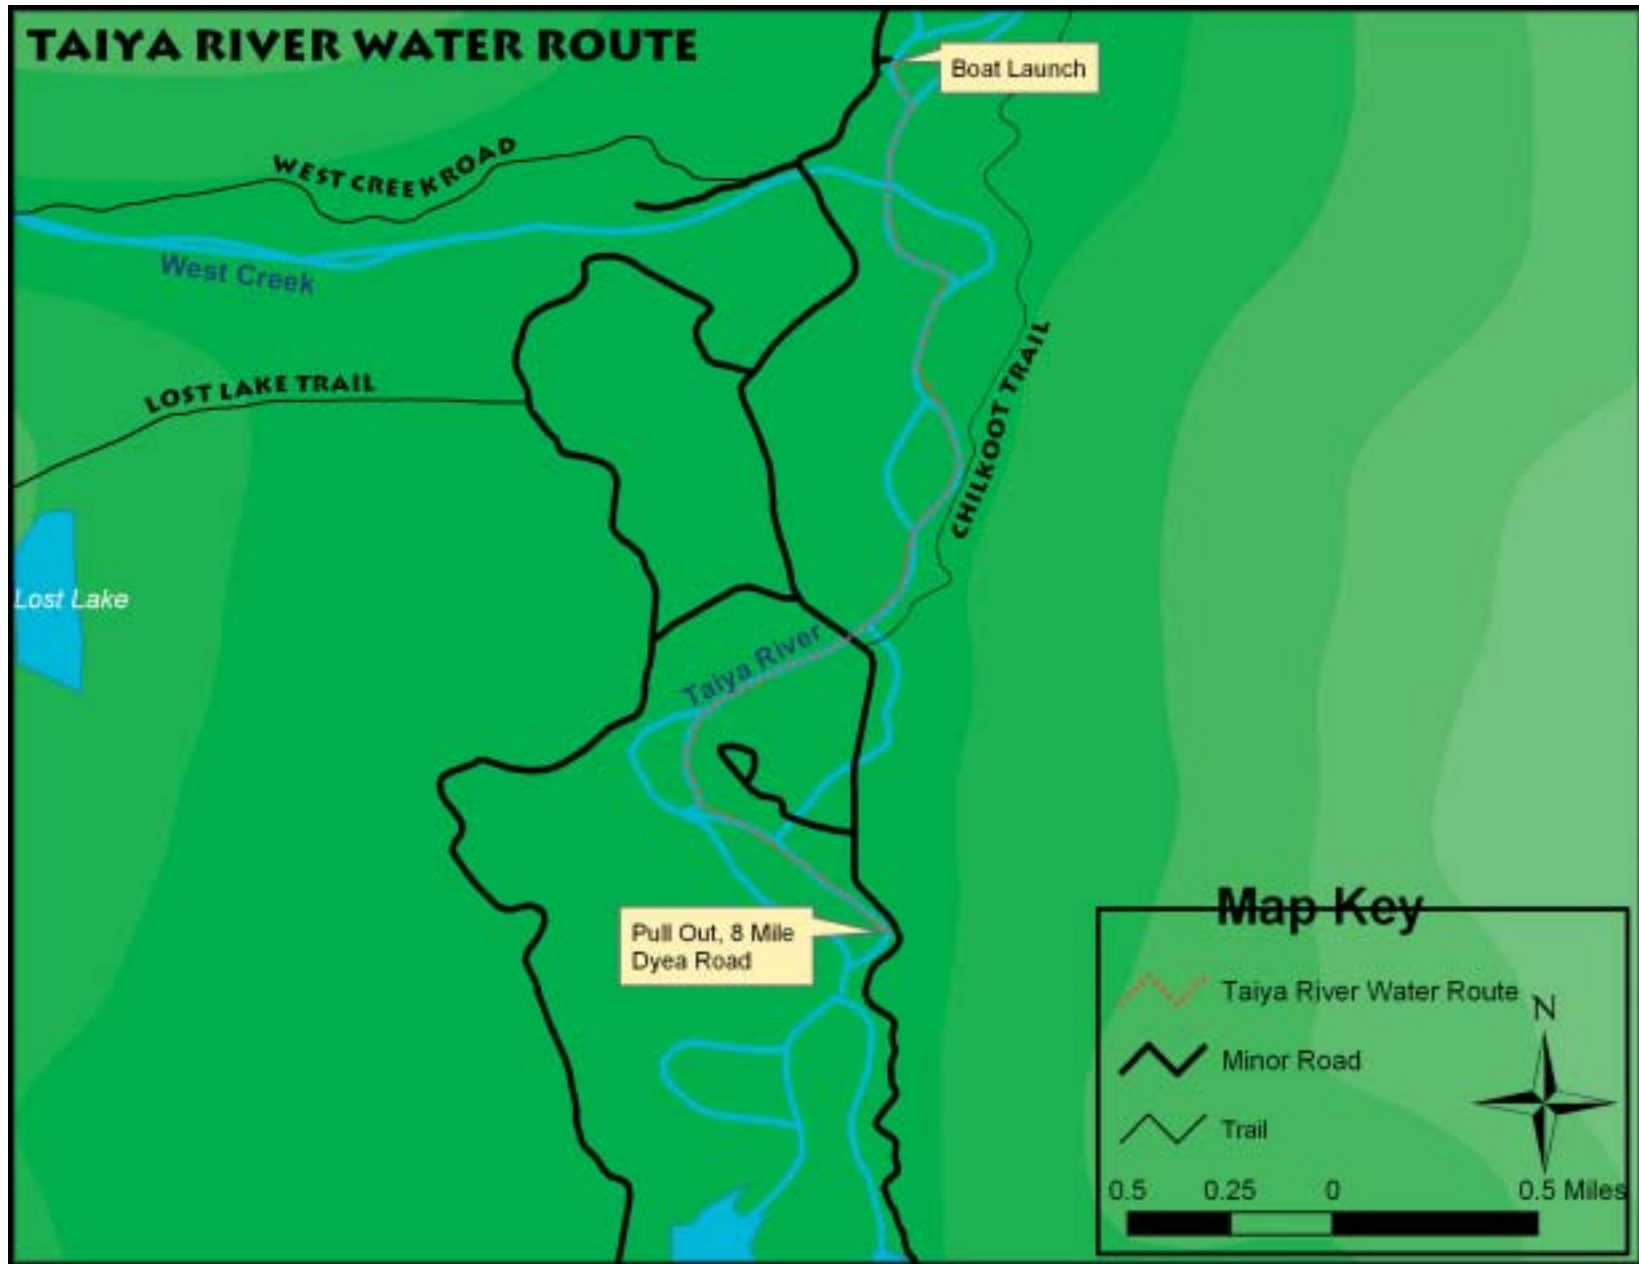 TAIYA RIVER WATER ROUTE
Boat Launch
WEST CREEK ROAD
West Creek
LOST LAKE TRAIL
CHILKOOT TRAIL
Lost Lake
Taiya River
Pull Out, 8 Mile
Dyea Road
Map Key
Taiya River Water Route
N
Minor Road
Trail
0.5 0.25 0 0.5 Miles